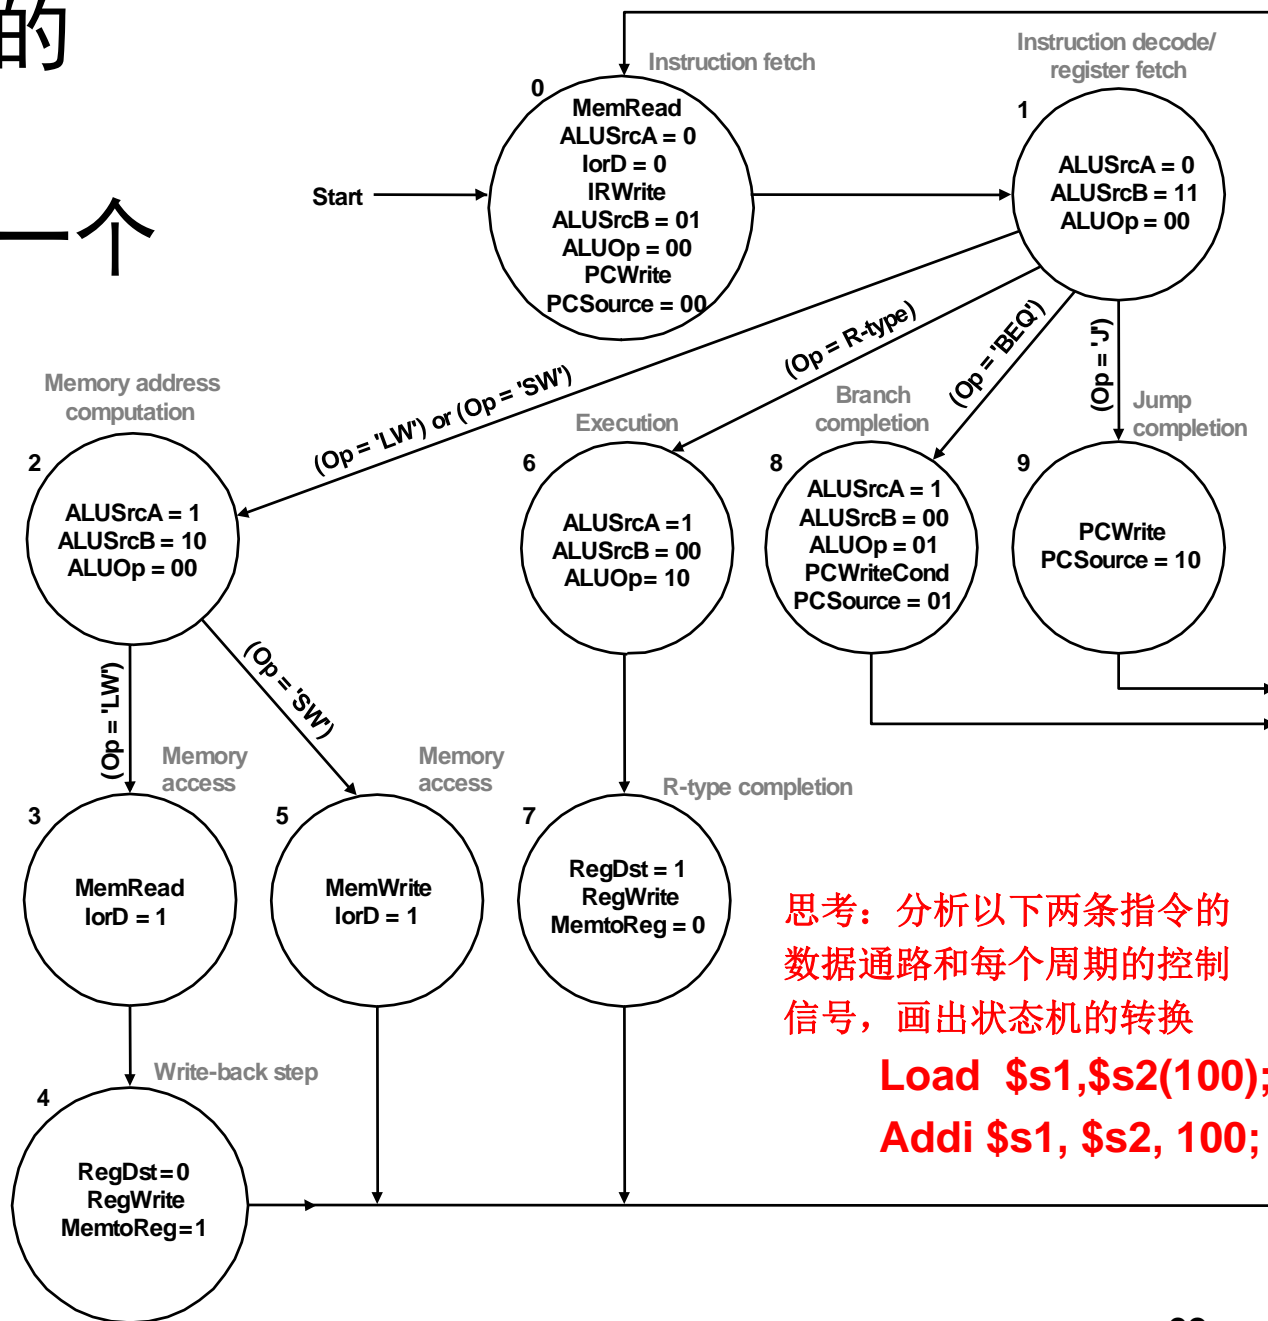 的
一个
Instruction fetch
Instruction decode/
register fetch
0
MemRead
ALUSrcA = 0
IorD = 0
IRWrite
ALUSrcB = 01
ALUOp = 00
PCWrite
PCSource = 00
1
ALUSrcA = 0
ALUSrcB = 11
ALUOp = 00
Start
(Op = 'LW') or (Op = 'SW')
(Op = R-type)
(Op = 'BEQ')
(Op = 'J')
Memory address
computation
2
ALUSrcA = 1
ALUSrcB = 10
ALUOp = 00
Execution
6
ALUSrcA =1
ALUSrcB = 00
ALUOp= 10
Branch
completion
8
ALUSrcA = 1
ALUSrcB = 00
ALUOp = 01
PCWriteCond
PCSource = 01
Jump
completion
9
PCWrite
PCSource = 10
(Op = 'LW')
(Op = 'SW')
Memory
access
3
MemRead
IorD = 1
Memory
access
5
MemWrite
IorD = 1
R-type completion
7
RegDst = 1
RegWrite
MemtoReg = 0
Write-back step
4
RegDst=0
RegWrite
MemtoReg=1
思考：分析以下两条指令的
数据通路和每个周期的控制
信号，画出状态机的转换
Load $s1,$s2(100);
Addi $s1, $s2, 100;